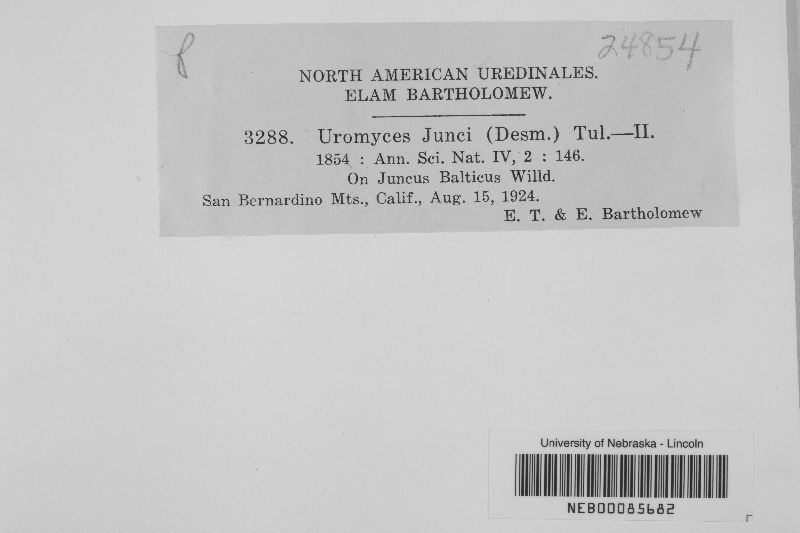 24854
NORTH AMERICAN UREDINALES.
ELAM BARTHOLOMEW.
3288. Uromyces Junci (Desm.) Tul.—II.
1854 : Ann. Sci. Nat. IV, 2 : 146.
On Juncus Balticus Willd.
San Bernardino Mts., Calif., Aug. 15, 1924.
E. T. & E. Bartholomew
University of Nebraska - Lincoln
NEB00085682